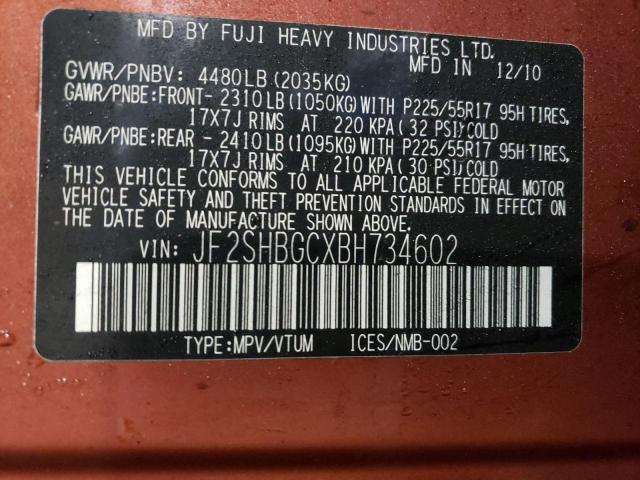 MFD BY FUJI HEAVY INDUSTRIES LTD.
MFD IN 12/10
GVWR/PNBV: 4480LB(2035KG)
GAWR/PNBE:FRONT- 2310LB(1050KG)WITH P225/55R17 95H TIRES,
17X7J RIMS AT 220 KPA(32 PSI)COLD
GAWR/PNBE:REAR - 2410LB(1095KG)WITH P225/55R17 95H TIRES,
17X7J RIMS AT 210 KPA(30 PSI)COLD
THIS VEHICLE CONFORMS TO ALL APPLICABLE FEDERAL MOTOR
VEHICLE SAFETY AND THEFT PREVENTION STANDARDS IN EFFECT ON
THE DATE OF MANUFACTURE SHOWN ABOVE.
VIN: JF2SHBGCXBH734602
TYPE:MPV/VTUM ICES/NMB-002